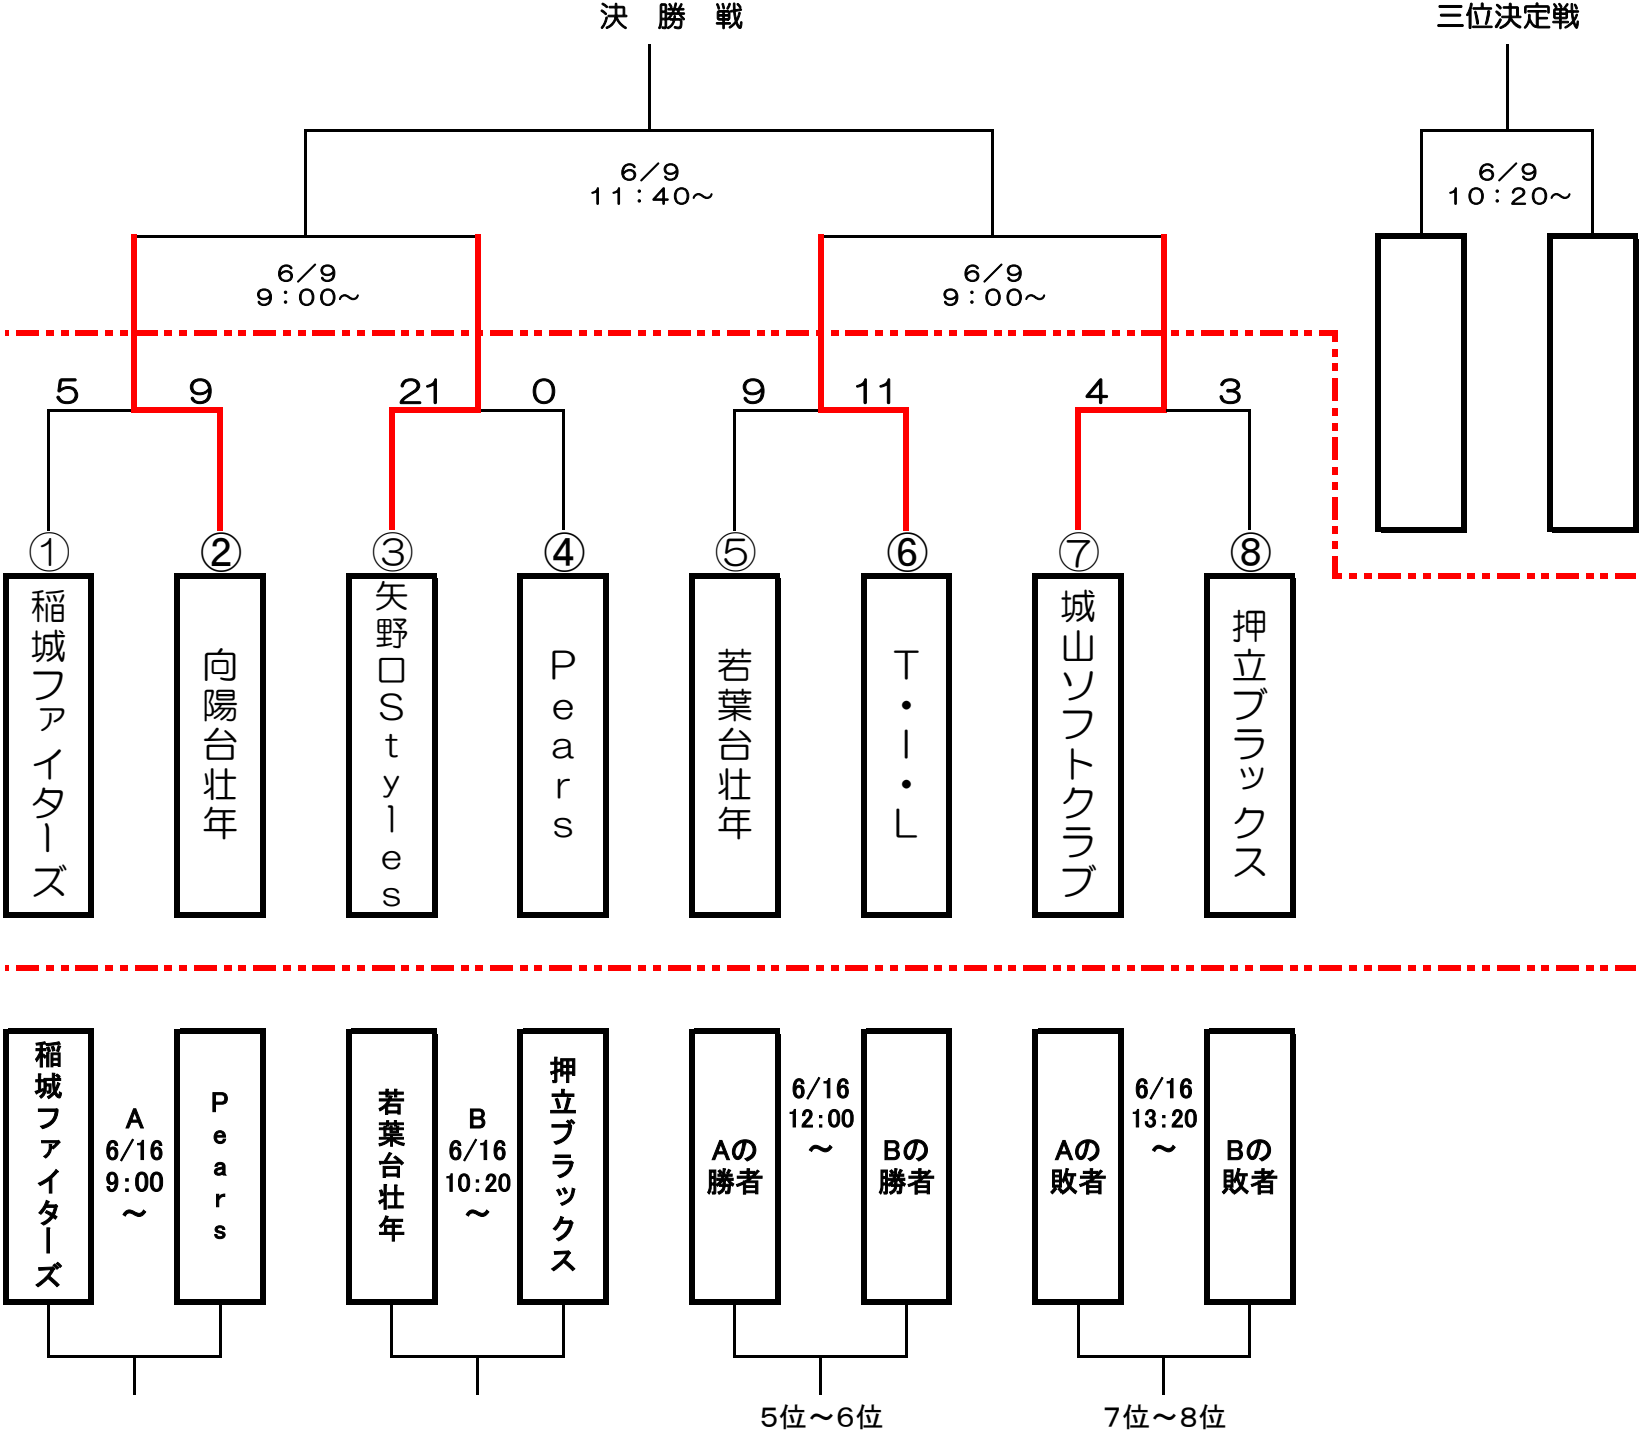 決　勝　戦
三位決定戦
６／９
１１：４０～
６／９
１０：２０～
６／９
９：００～
６／９
９：００～
5
9
21
0
9
11
4
3
①
②
③
④
⑤
⑥
⑦
⑧
稲城ファイターズ
向陽台壮年
矢野口Styles
Pears
若葉台壮年
T・I・L
城山ソフトクラブ
押立ブラックス
稲城ファイターズ
A
6/16
9:00
～
Pears
若葉台壮年
B
6/16
10:20
～
押立ブラックス
Aの
勝者
6/16
12:00
～
Bの
勝者
Aの
敗者
6/16
13:20
～
Bの
敗者
５位～６位
７位～８位